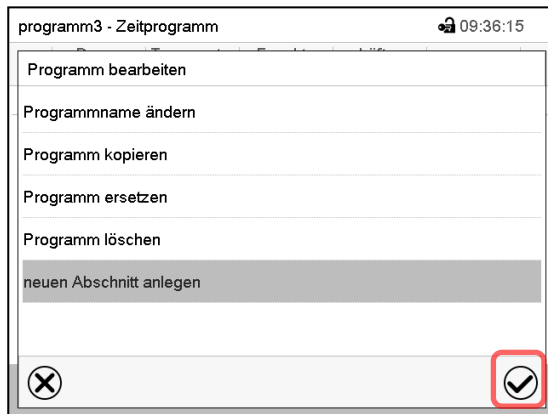 programm3 - Zeitprogramm 09:36:15
Programm bearbeiten
Programmname ändern
Programm kopieren
Programm ersetzen
Programm löschen
neuen Abschnitt anlegen